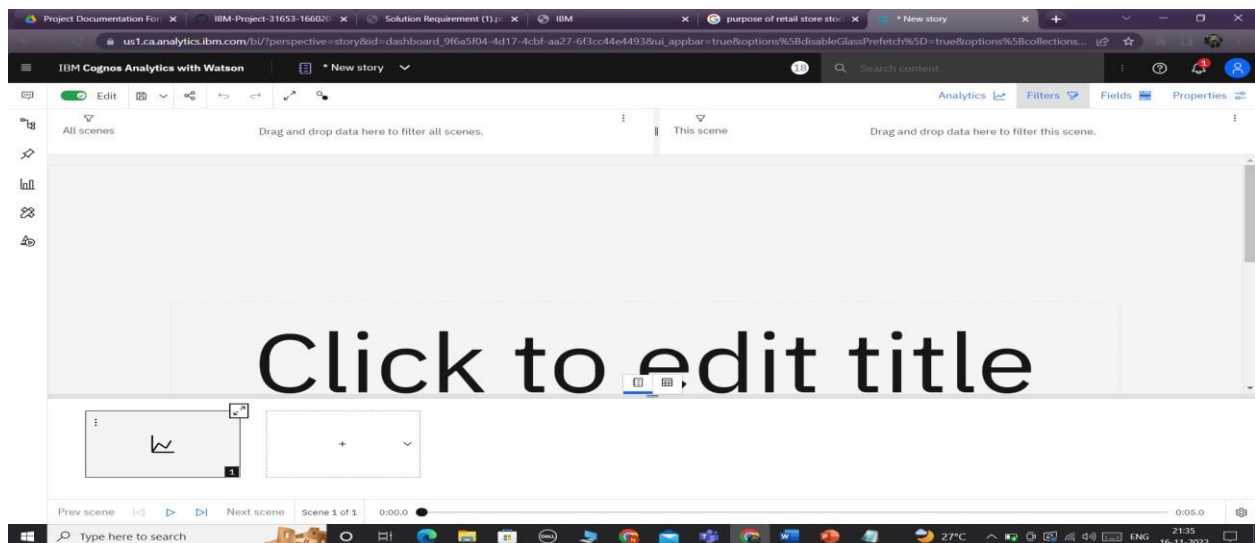 Project Documentation For
IBM-Project-31653-166020
Solution Requirement (1).p
IBM
purpose of retail store stoc
* New story
us1.ca.analytics.ibm.com/bi/?perspective=story&id=dashboard_9f6a5f04-4d17-4cbf-aa27-6f3cc44e4493&ui_appbar=true&options%5BdisableGlassPrefetch%5D=true&options%5Bcollections...
IBM Cognos Analytics with Watson
* New story
18
Search content
1
Edit
Analytics
Filters
Fields
Properties
All scenes
Drag and drop data here to filter all scenes.
This scene
Drag and drop data here to filter this scene.
Click to edit title
1
Prev scene
Next scene
Scene 1 of 1
0:00.0
0:05.0
Type here to search
27°C
ENG
21:35
16-11-2022